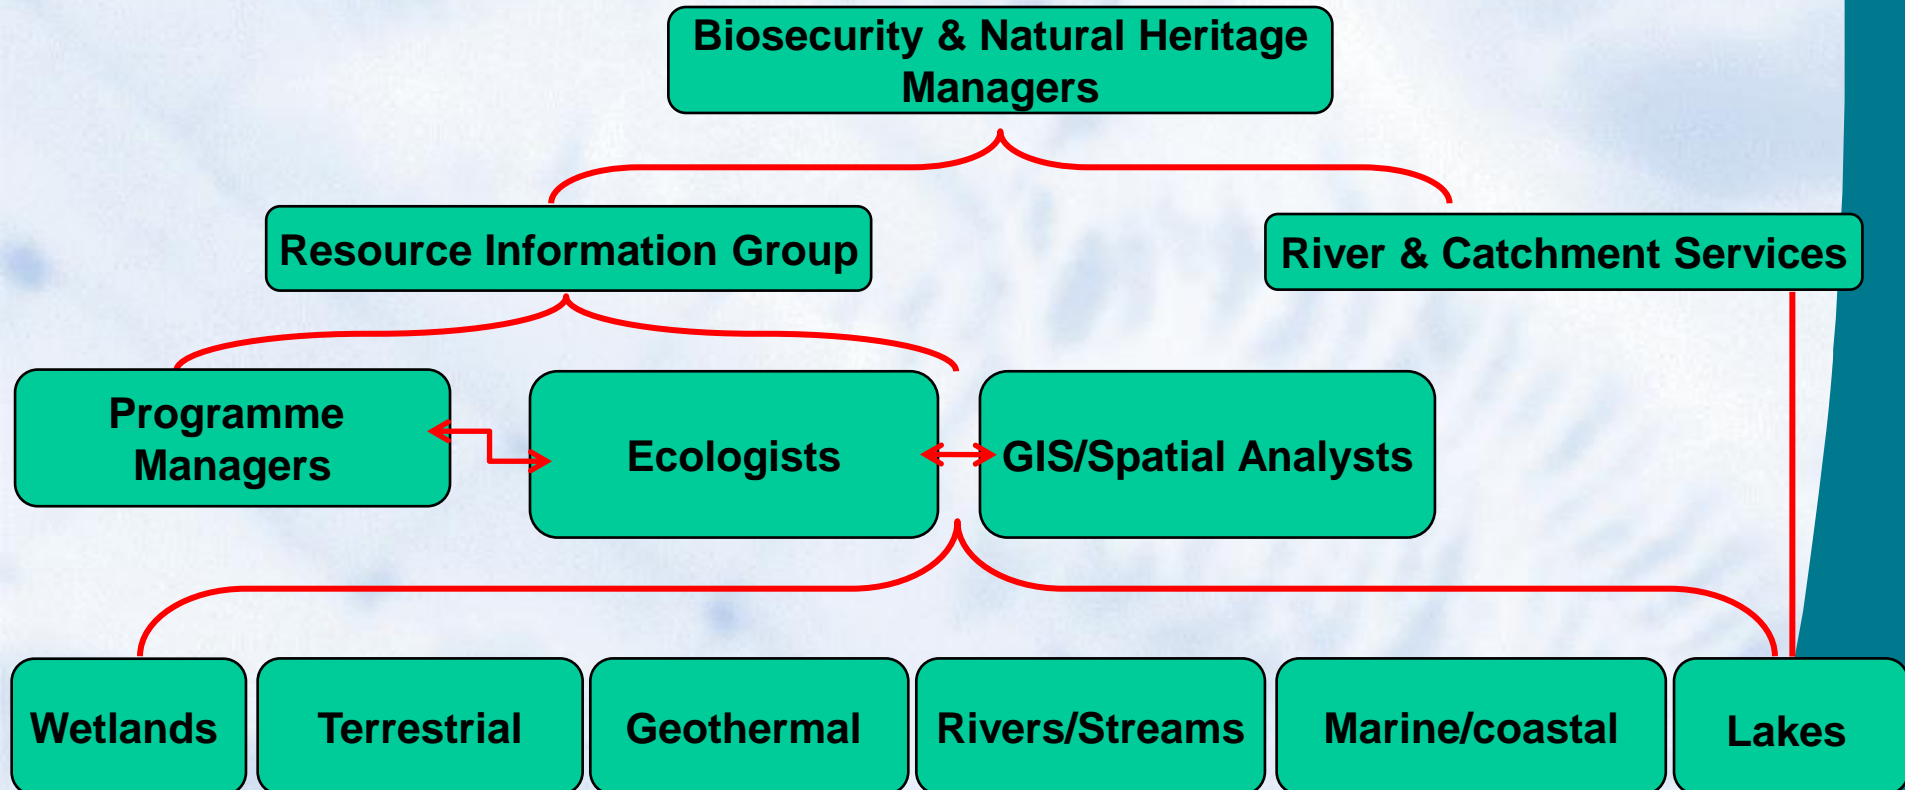 Biosecurity & Natural Heritage
Managers
Resource Information Group
River & Catchment Services
Programme
Managers
Ecologists
GIS/Spatial Analysts
Wetlands
Terrestrial
Geothermal
Rivers/Streams
Marine/coastal
Lakes